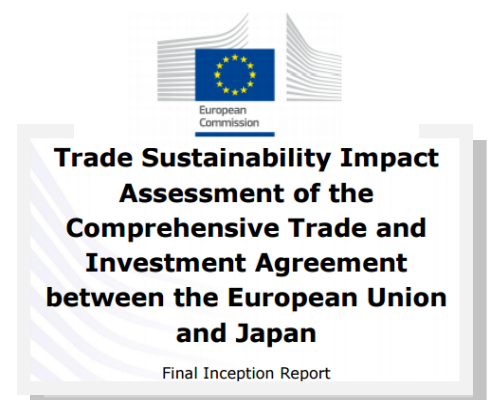 European
Commission
Trade Sustainability Impact
Assessment of the
Comprehensive Trade and
Investment Agreement
between the European Union
and Japan
Final Inception Report